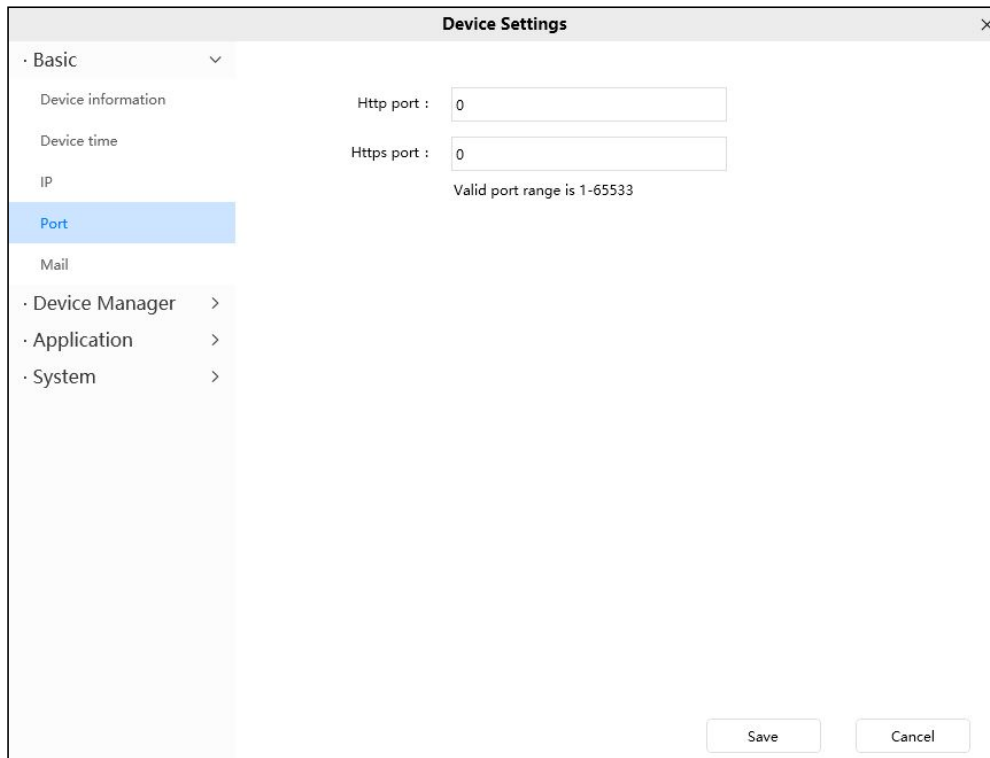 Device Settings
· Basic
Device information
Device time
IP
Port
Mail
· Device Manager
· Application
· System
Http port :
0
Https port :
0
Valid port range is 1-65533
Save
Cancel